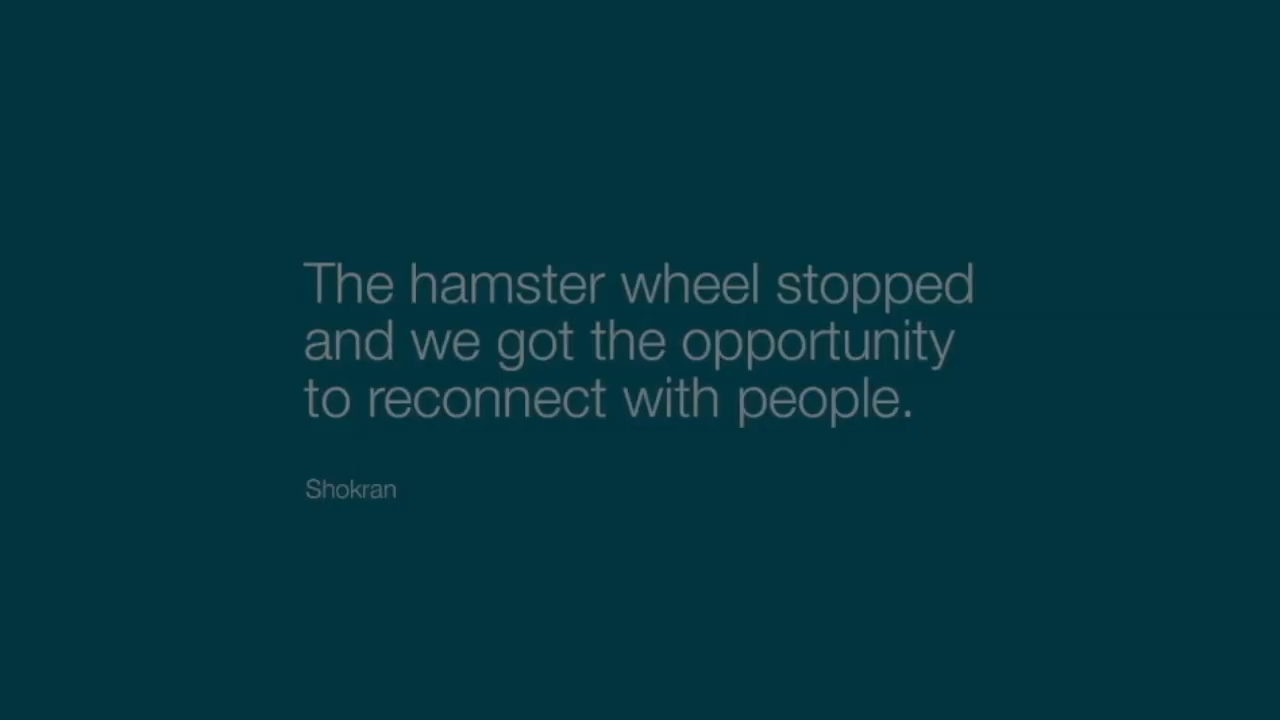 The hamster wheel stopped
and we got the opportunity
to reconnect with people.
Shokran